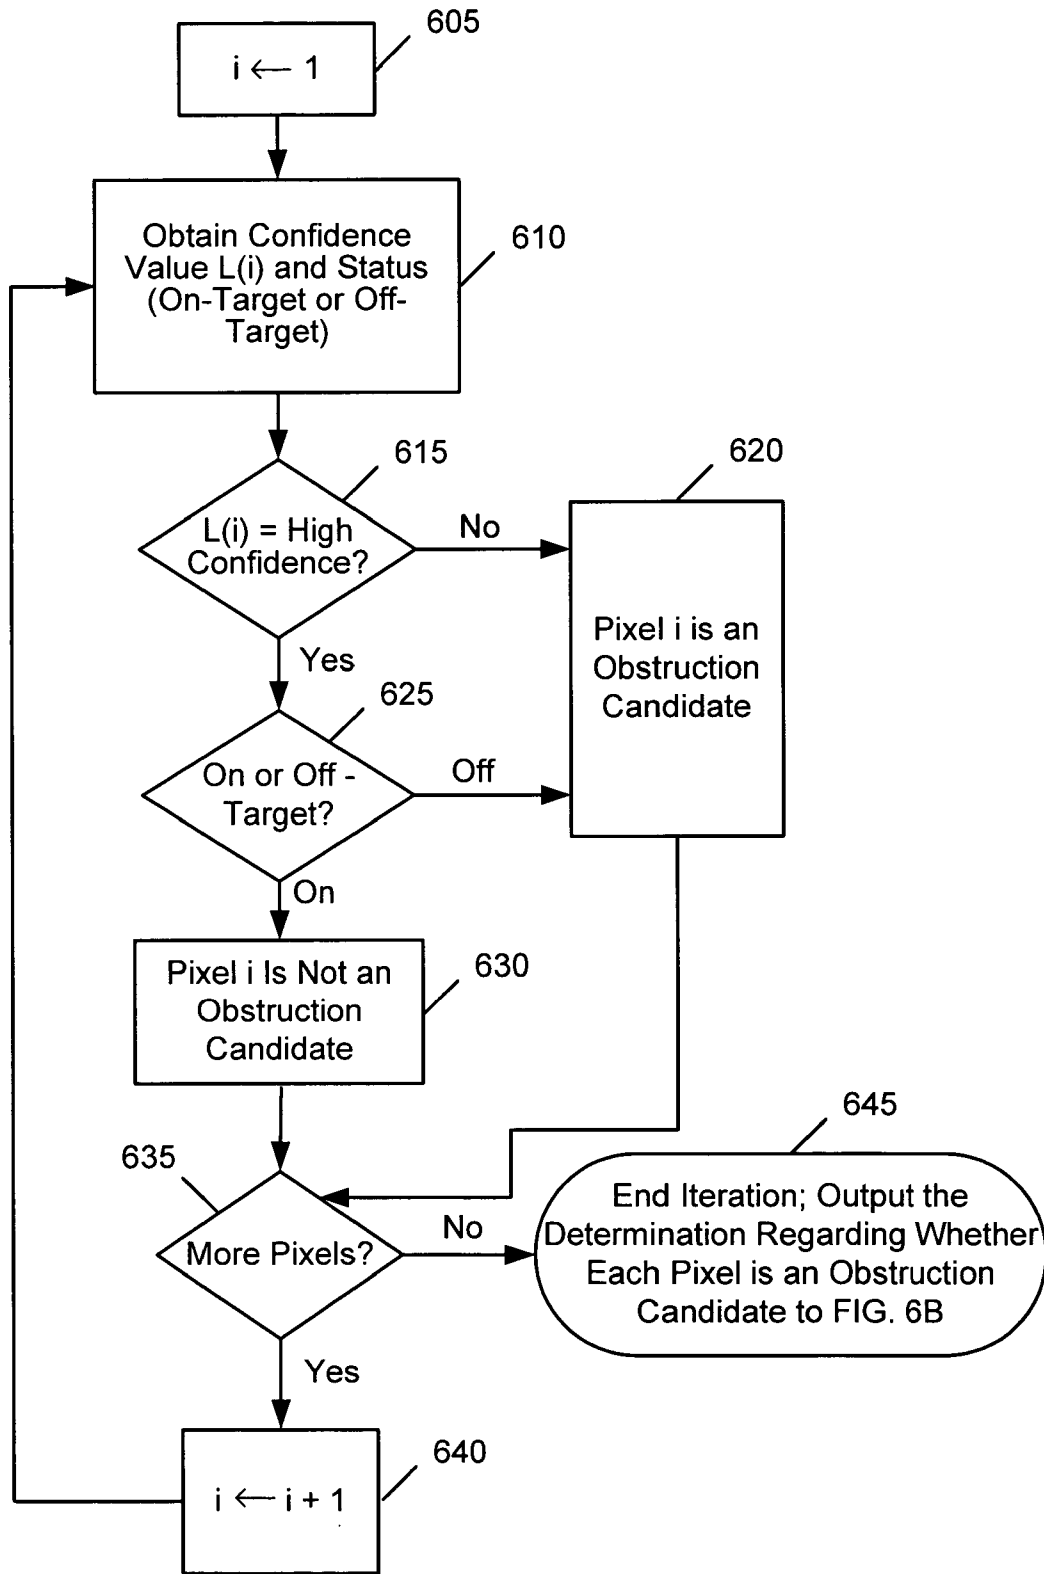 605
i ← 1
610
Obtain Confidence
Value L(i) and Status
(On-Target or Off-
Target)
615
L(i) = High
Confidence?
No
620
Pixel i is an
Obstruction
Candidate
Yes
625
On or Off -
Target?
Off
On
630
Pixel i Is Not an
Obstruction
Candidate
635
More Pixels?
No
645
End Iteration; Output the
Determination Regarding Whether
Each Pixel is an Obstruction
Candidate to FIG. 6B
Yes
640
i ← i + 1